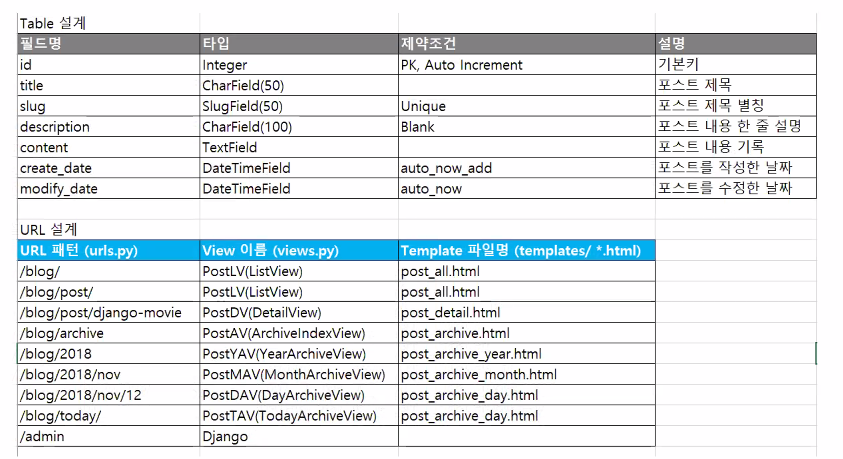 Table 설계
필드명 타입 제약조건 설명
id Integer PK, Auto Increment 기본키
title CharField(50) 포스트 제목
slug SlugField(50) Unique 포스트 제목 별칭
description CharField(100) Blank 포스트 내용 한 줄 설명
content TextField 포스트 내용 기록
create_date DateTimeField auto_now_add 포스트를 작성한 날짜
modify_date DateTimeField auto_now 포스트를 수정한 날짜
URL 설계
URL 패턴 (urls.py) View 이름 (views.py) Template 파일명 (templates/ *.html)
/blog/ PostLV(ListView) post_all.html
/blog/post/ PostLV(ListView) post_all.html
/blog/post/django-movie PostDV(DetailView) post_detail.html
/blog/archive PostAV(ArchiveIndexView) post_archive.html
/blog/2018 PostYAV(YearArchiveView) post_archive_year.html
/blog/2018/nov PostMAV(MonthArchiveView) post_archive_month.html
/blog/2018/nov/12 PostDAV(DayArchiveView) post_archive_day.html
/blog/today/ PostTAV(TodayArchiveView) post_archive_day.html
/admin Django